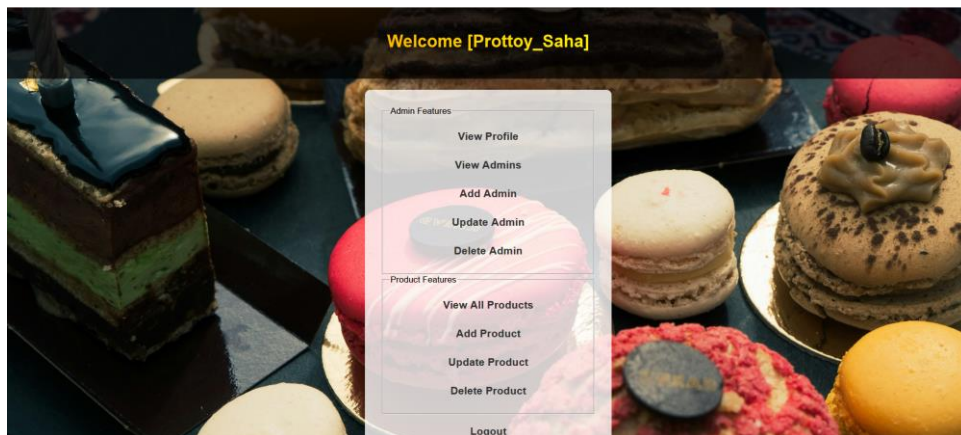 Welcome [Prottoy_Saha]
Admin Features
View Profile
View Admins
Add Admin
Update Admin
Delete Admin
Product Features
View All Products
Add Product
Update Product
Delete Product
Logout